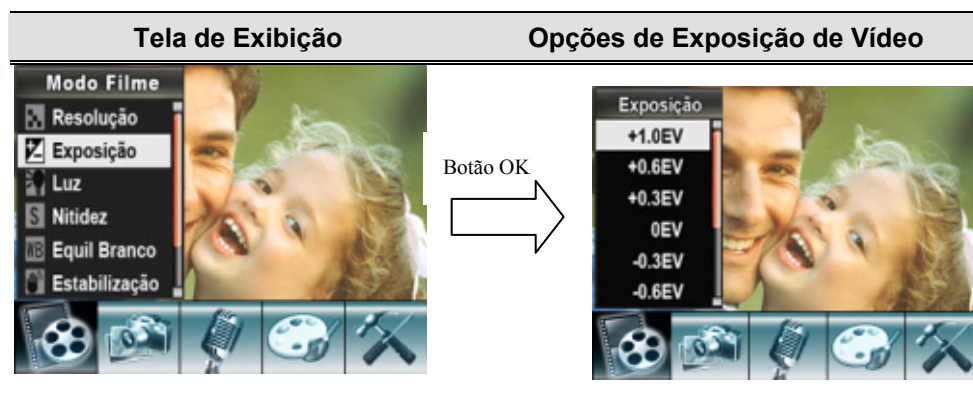 Tela de Exibição
Opções de Exposição de Vídeo
Modo Filme
Resolução
Exposição
Luz
S Nitidez
WB Equil Branco
Estabilização
Botão OK
Exposição
+1.0EV
+0.6EV
+0.3EV
0EV
-0.3EV
-0.6EV